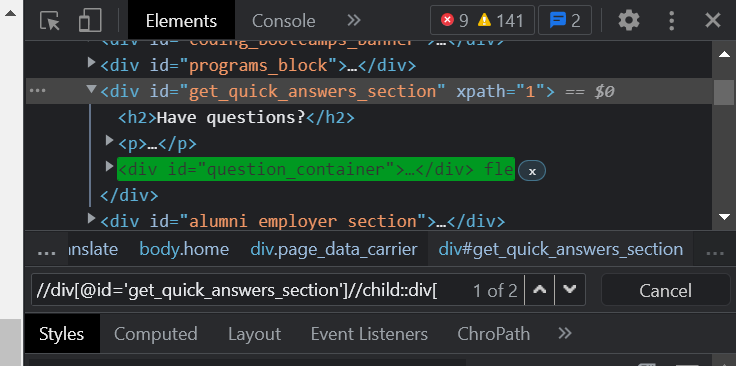 Elements Console » 9 141 2
<div id="coding_bootcamps_banner">…</div>
<div id="programs_block">…</div>
<div id="get_quick_answers_section" xpath="1"> == $0
<h2>Have questions?</h2>
<p>…</p>
<div id="question_container">…</div> fle x
</div>
<div id="alumni_employer_section">…</div>
… anslate body.home div.page_data_carrier div#get_quick_answers_section …
//div[@id='get_quick_answers_section']//child::div[ 1 of 2 Cancel
Styles Computed Layout Event Listeners ChroPath »